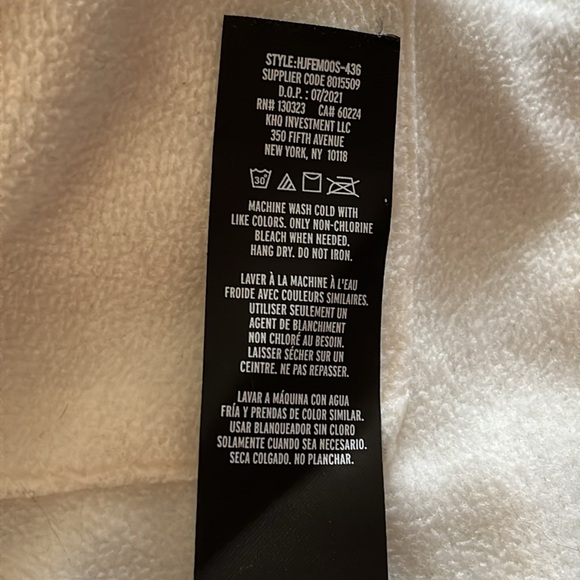 STYLE:HJFEM00S-436
SUPPLIER CODE 8015509
D.O.P. : 07/2021
RN# 130323 CA# 60224
KHQ INVESTMENT LLC
350 FIFTH AVENUE
NEW YORK, NY 10118
30°
MACHINE WASH COLD WITH
LIKE COLORS. ONLY NON-CHLORINE
BLEACH WHEN NEEDED.
HANG DRY. DO NOT IRON.
LAVER À LA MACHINE À L'EAU
FROIDE AVEC COULEURS SIMILAIRES.
UTILISER SEULEMENT UN
AGENT DE BLANCHIMENT
NON CHLORÉ AU BESOIN.
LAISSER SÉCHER SUR UN
CEINTRE. NE PAS REPASSER.
LAVAR A MÁQUINA CON AGUA
FRÍA Y PRENDAS DE COLOR SIMILAR.
USAR BLANQUEADOR SIN CLORO
SOLAMENTE CUANDO SEA NECESARIO.
SECA COLGADO. NO PLANCHAR.